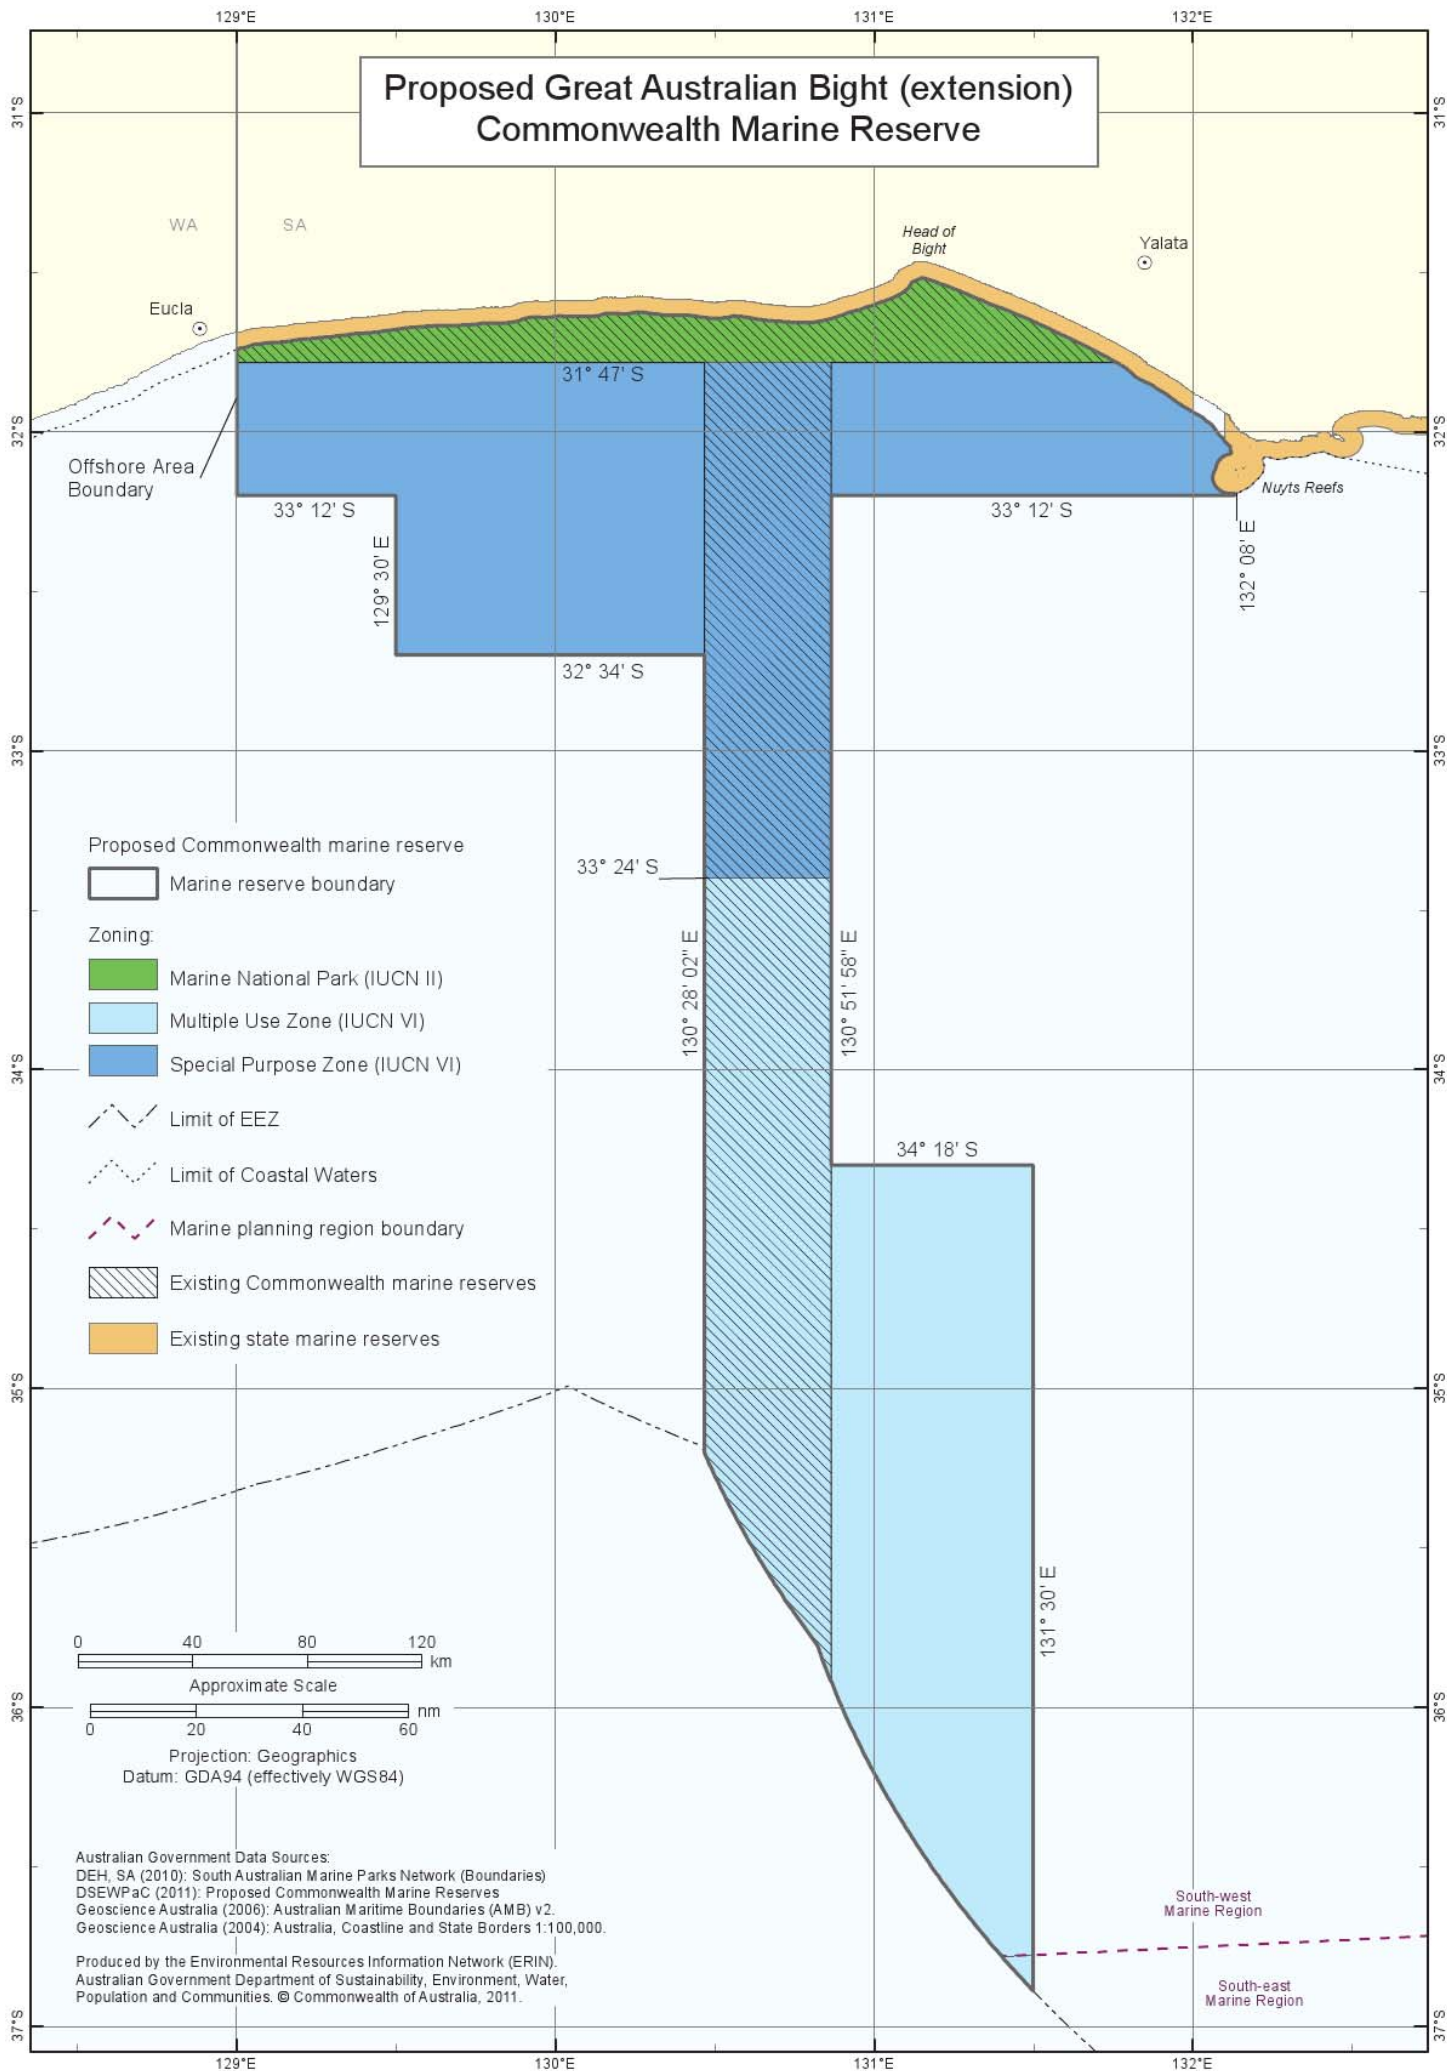 129°E
130°E
131°E
132°E
Proposed Great Australian Bight (extension)
Commonwealth Marine Reserve
31°S
31°S
WA
SA
Head of
Bight
Yalata
Eucla
31° 47' S
32°S
32°S
Offshore Area
Boundary
Nuyts Reefs
33° 12' S
33° 12' S
129° 30' E
132° 08' E
32° 34' S
33°S
33°S
Proposed Commonwealth marine reserve
Marine reserve boundary
33° 24' S
Zoning:
Marine National Park (IUCN II)
Multiple Use Zone (IUCN VI)
Special Purpose Zone (IUCN VI)
130° 28' 02" E
130° 51' 58" E
34°S
34°S
Limit of EEZ
Limit of Coastal Waters
Marine planning region boundary
Existing Commonwealth marine reserves
Existing state marine reserves
34° 18' S
35°S
35°S
131° 30' E
0 40 80 120
km
Approximate Scale
nm
0 20 40 60
36°S
36°S
Projection: Geographics
Datum: GDA94 (effectively WGS84)
Australian Government Data Sources:
DEH, SA (2010): South Australian Marine Parks Network (Boundaries)
DSEWPaC (2011): Proposed Commonwealth Marine Reserves
Geoscience Australia (2006): Australian Maritime Boundaries (AMB) v2.
Geoscience Australia (2004): Australia, Coastline and State Borders 1:100,000.
Produced by the Environmental Resources Information Network (ERIN).
Australian Government Department of Sustainability, Environment, Water,
Population and Communities. © Commonwealth of Australia, 2011.
South-west
Marine Region
South-east
Marine Region
37°S
37°S
129°E
130°E
131°E
132°E